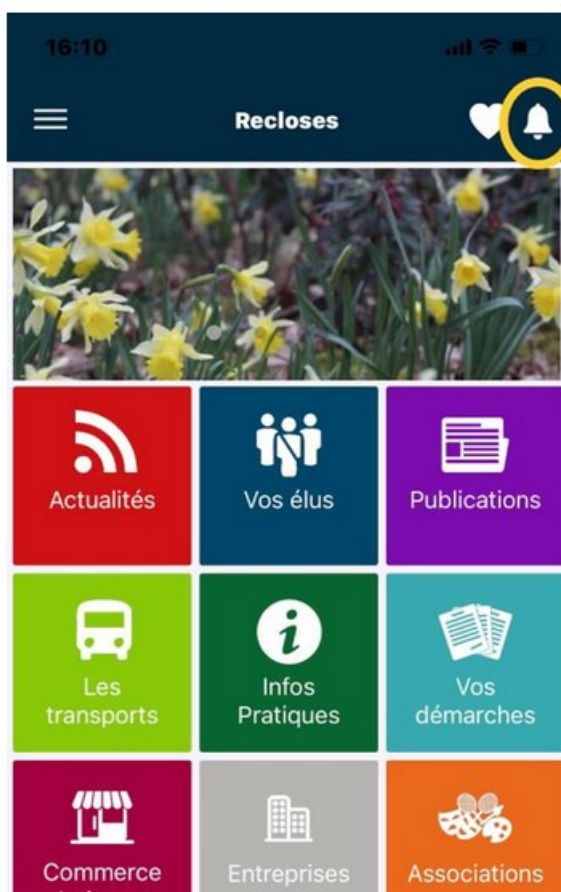 16:10
Recloses
Actualités
Vos élus
Publications
Les
transports
Infos
Pratiques
Vos
démarches
Commerce
Entreprises
Associations